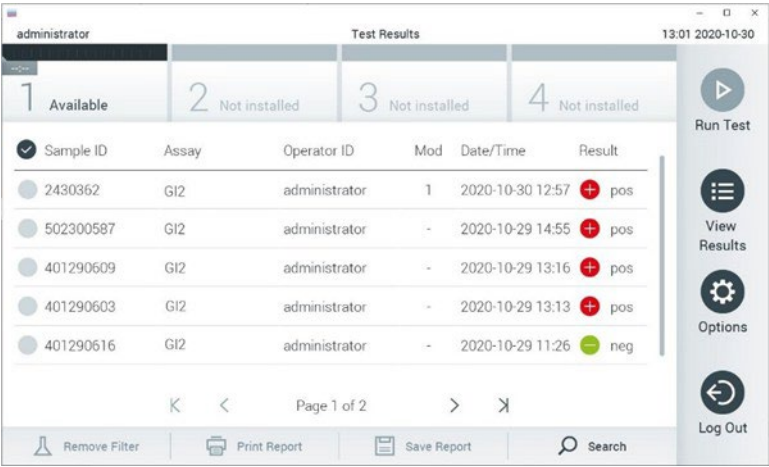 administrator Test Results 13:01 2020-10-30
--:--
1 Available 2 Not installed 3 Not installed 4 Not installed
Run Test
Sample ID Assay Operator ID Mod Date/Time Result
2430362 GI2 administrator 1 2020-10-30 12:57 pos
502300587 GI2 administrator - 2020-10-29 14:55 pos
401290609 GI2 administrator - 2020-10-29 13:16 pos
401290603 GI2 administrator - 2020-10-29 13:13 pos
401290616 GI2 administrator - 2020-10-29 11:26 neg
View
Results
Options
Page 1 of 2
Log Out
Remove Filter Print Report Save Report Search